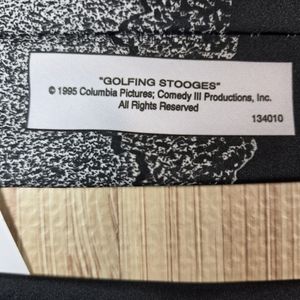 "GOLFING STOOGES"
© 1995 Columbia Pictures; Comedy III Productions, Inc.
All Rights Reserved
134010